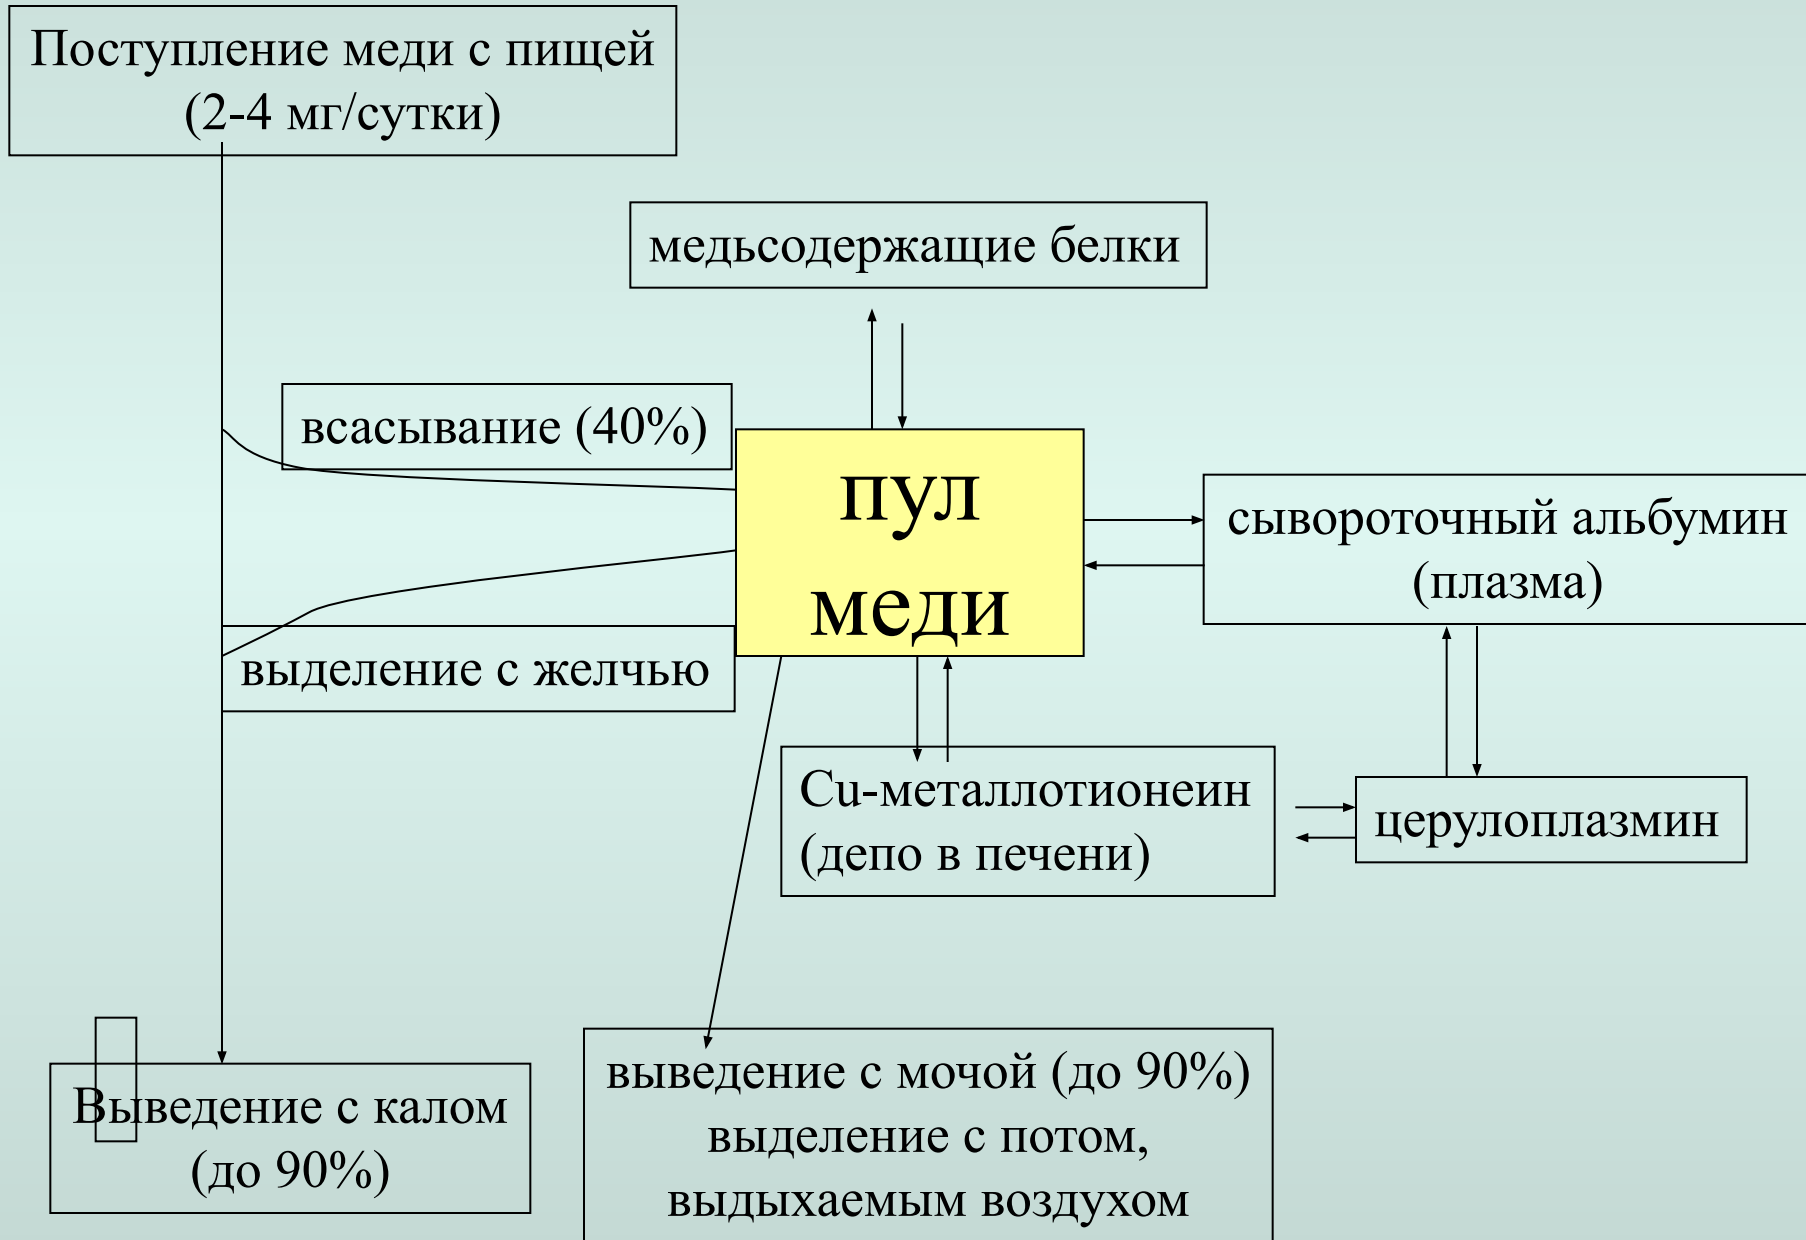 Поступление меди с пищей
(2-4 мг/сутки)
медьсодержащие белки
всасывание (40%)
пул
меди
сывороточный альбумин
(плазма)
выделение с желчью
Cu-металлотионеин
(депо в печени)
церулоплазмин
Выведение с калом
(до 90%)
выведение с мочой (до 90%)
выделение с потом,
выдыхаемым воздухом